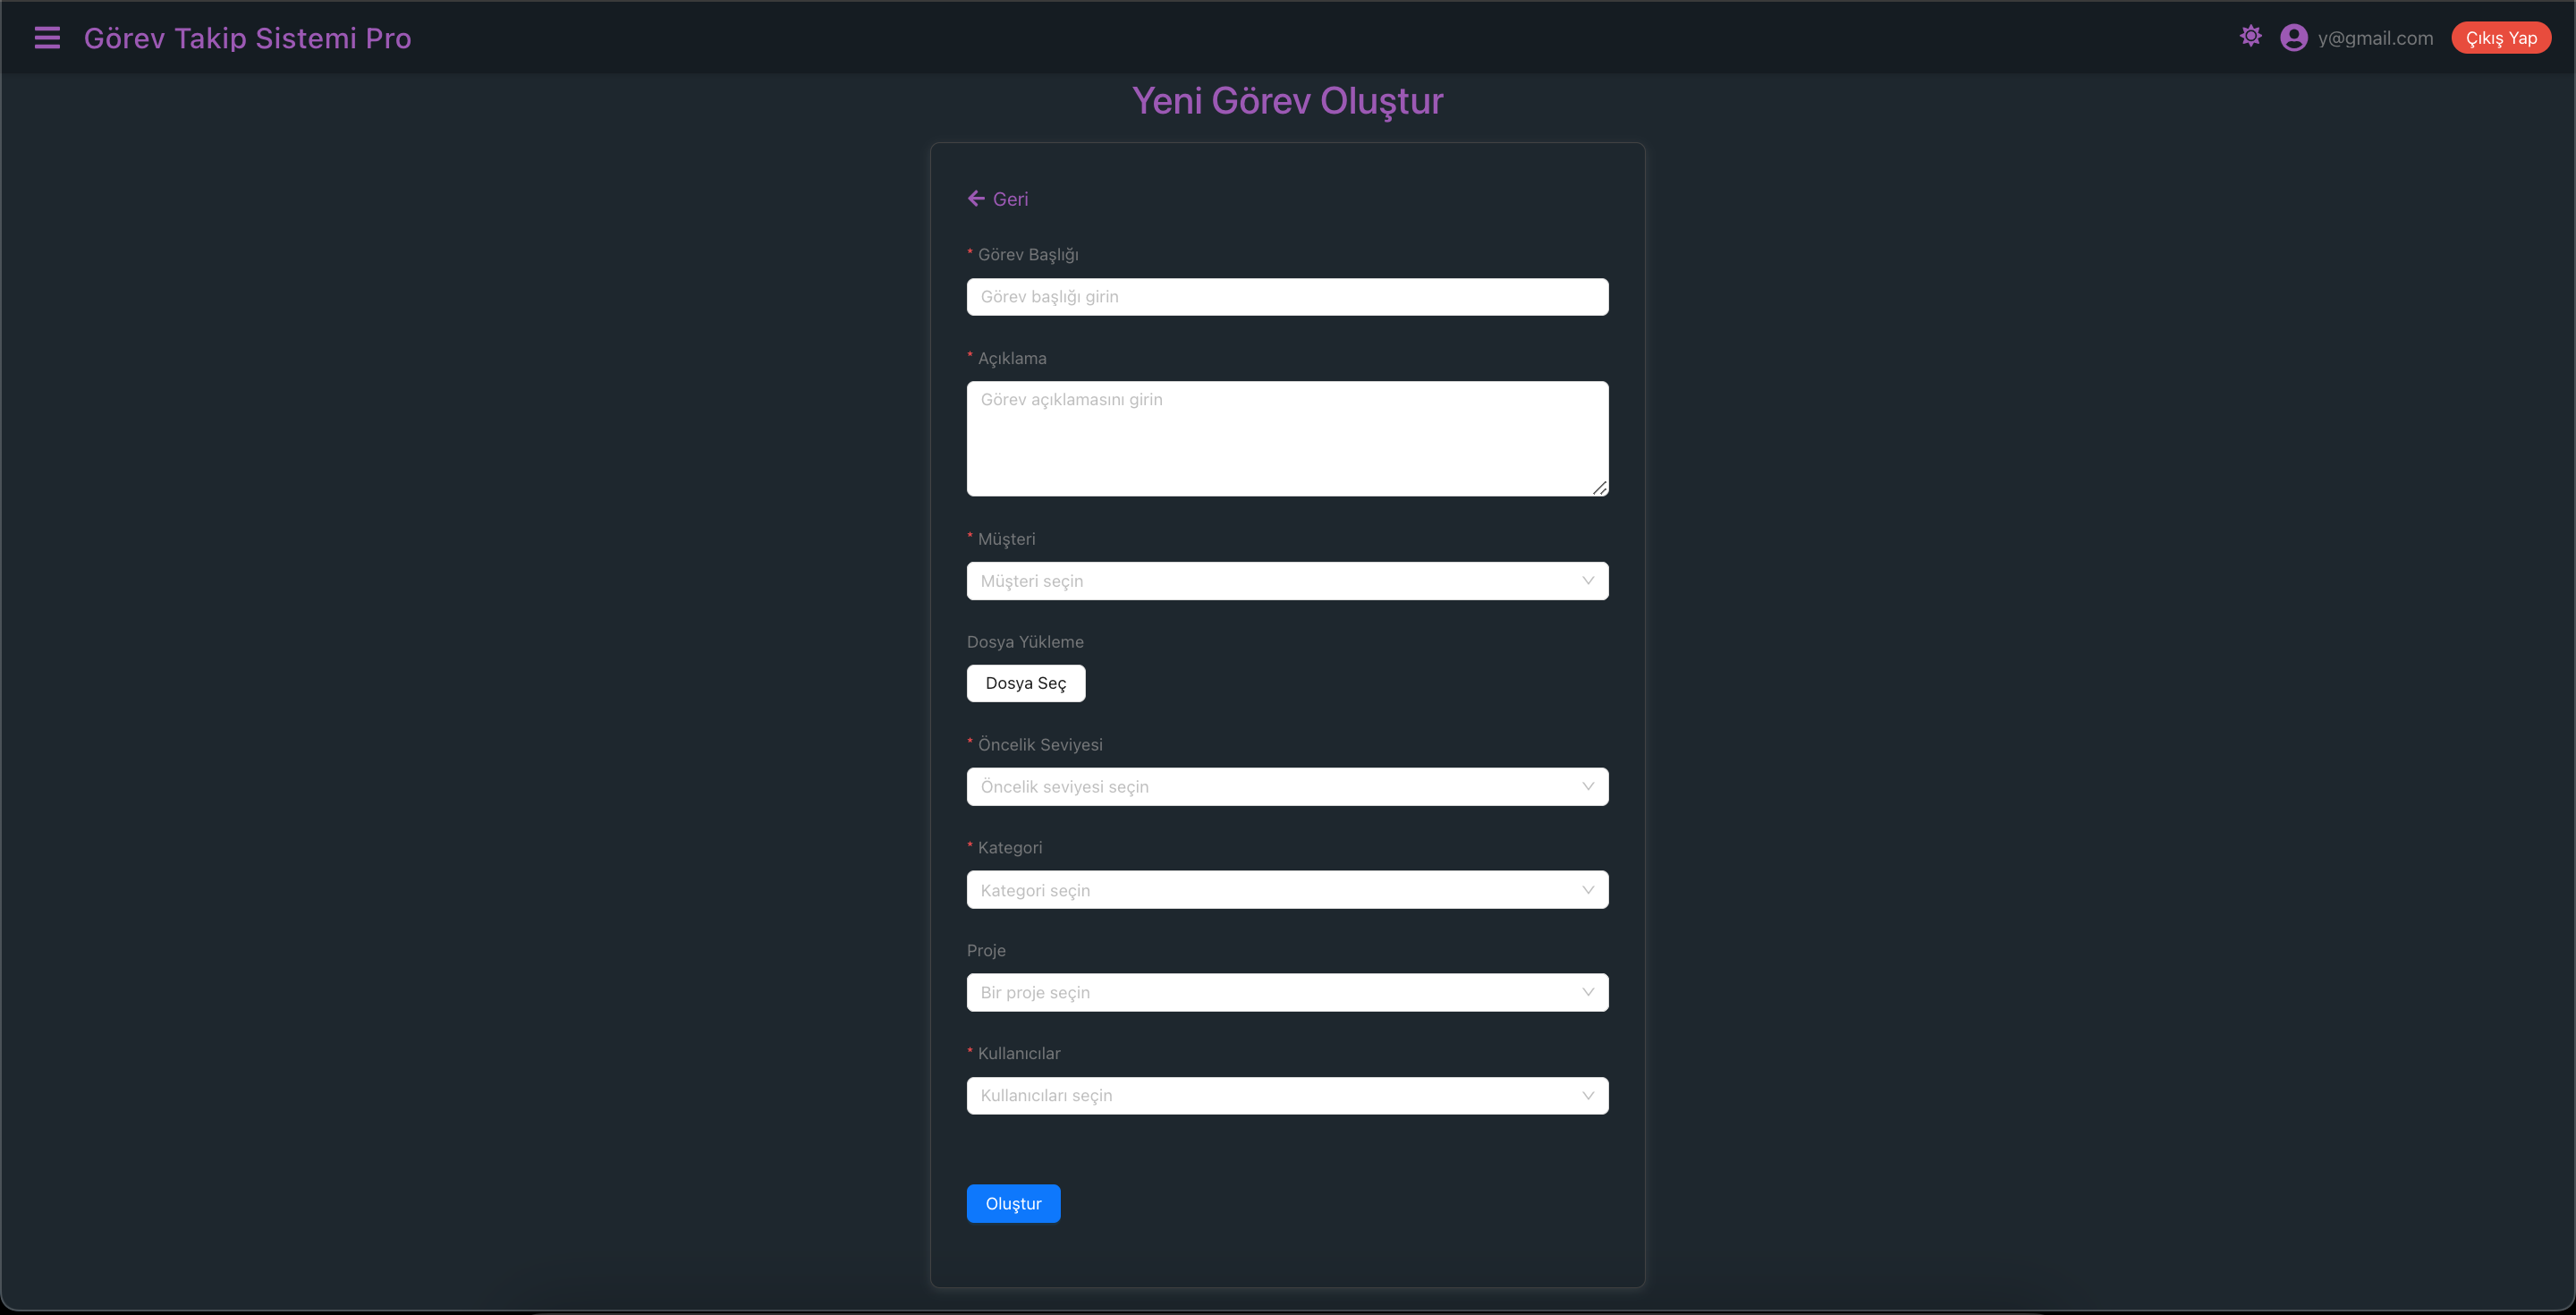 Görev Takip Sistemi Pro
y@gmail.com
Çıkış Yap
Yeni Görev Oluştur
Geri
* Görev Başlığı
Görev başlığı girin
* Açıklama
Görev açıklamasını girin
* Müşteri
Müşteri seçin
Dosya Yükleme
Dosya Seç
* Öncelik Seviyesi
Öncelik seviyesi seçin
* Kategori
Kategori seçin
Proje
Bir proje seçin
* Kullanıcılar
Kullanıcıları seçin
Oluştur